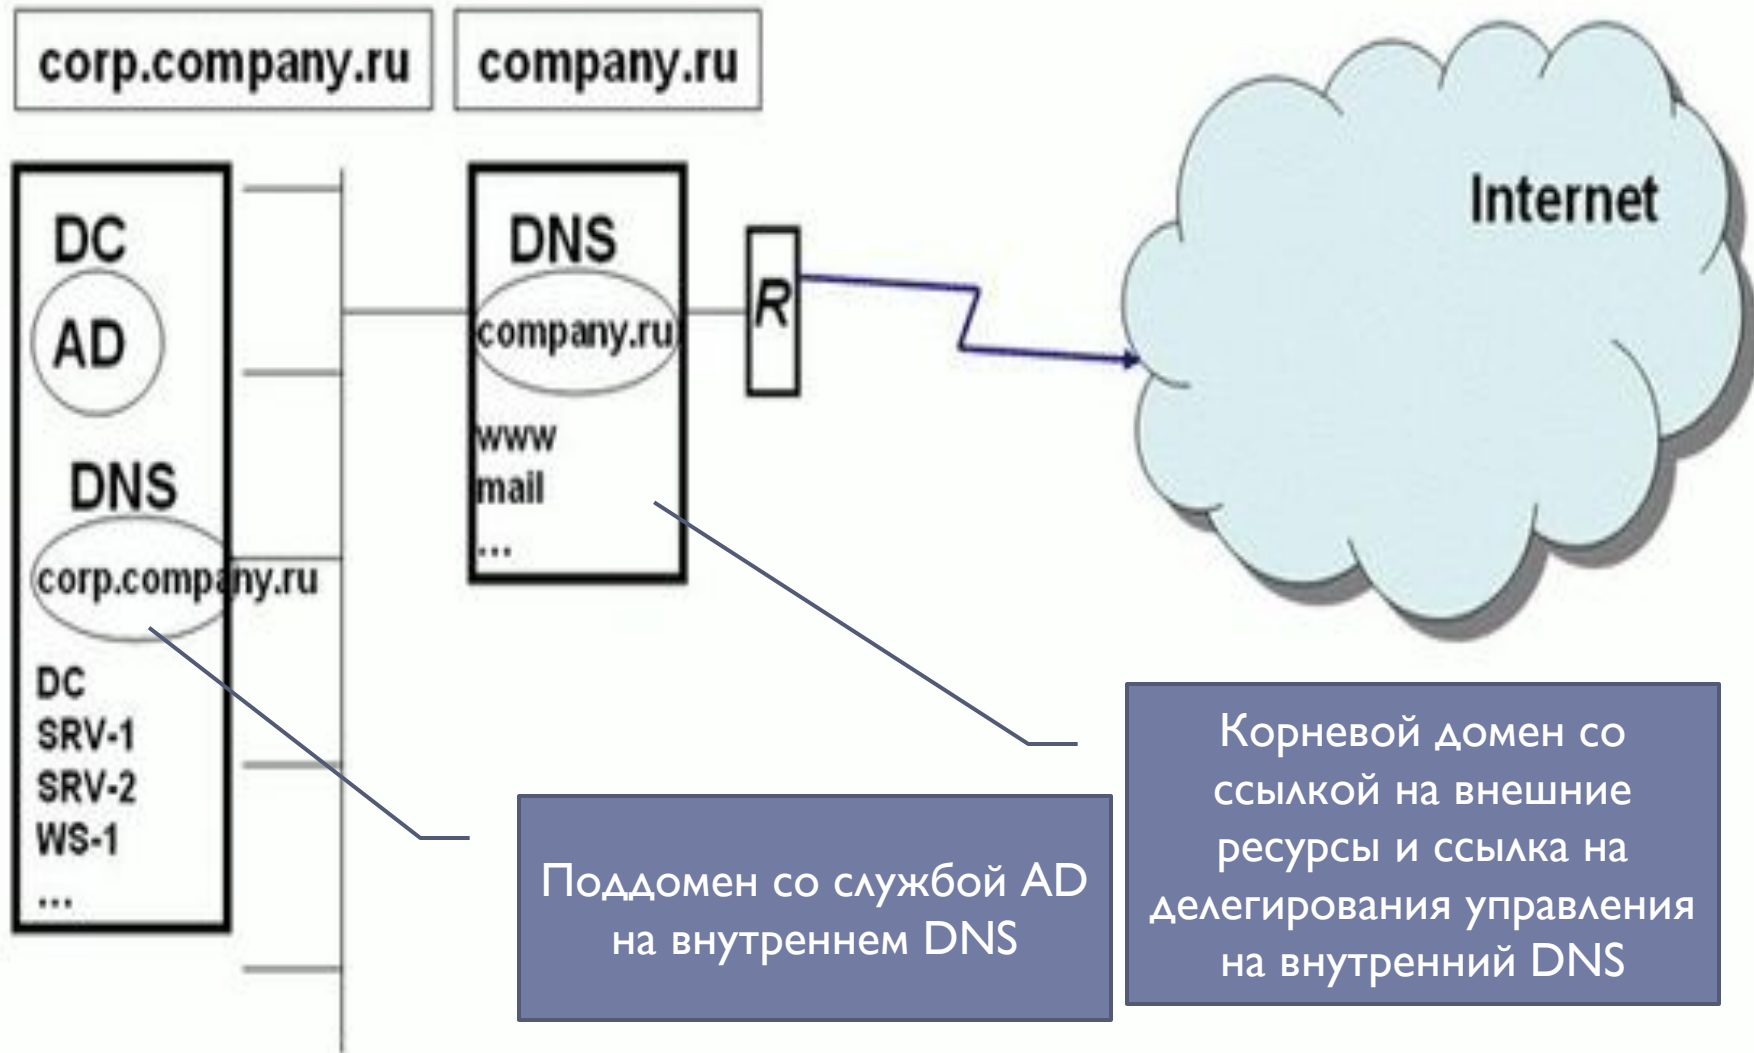 corp.company.ru
company.ru
DC
AD
DNS
corp.company.ru
DC
SRV-1
SRV-2
WS-1
...
DNS
company.ru
www
mail
...
R
Internet
Поддомен со службой AD
на внутреннем DNS
Корневой домен со
ссылкой на внешние
ресурсы и ссылка на
делегирования управления
на внутренний DNS